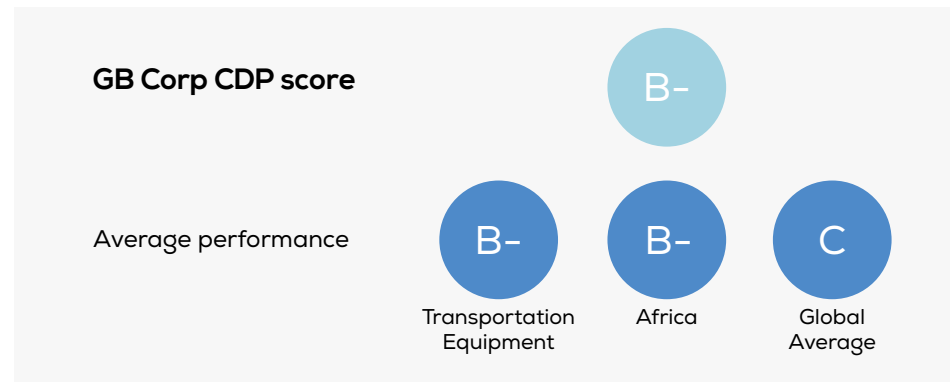 GB Corp CDP score
B-
Average performance
B-
B-
C
Transportation
Equipment
Africa
Global
Average